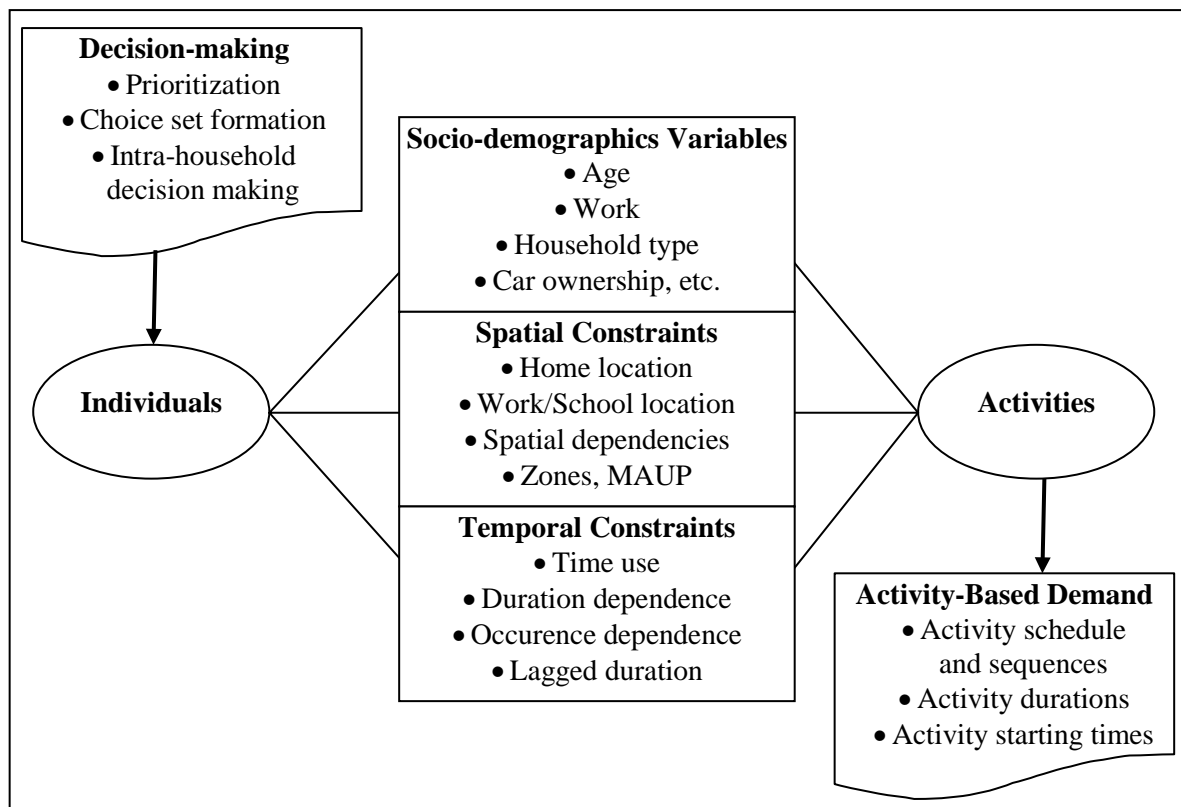 Decision-making
• Prioritization
• Choice set formation
• Intra-household
decision making
Individuals
Socio-demographics Variables
• Age
• Work
• Household type
• Car ownership, etc.
Spatial Constraints
• Home location
• Work/School location
• Spatial dependencies
• Zones, MAUP
Temporal Constraints
• Time use
• Duration dependence
• Occurence dependence
• Lagged duration
Activities
Activity-Based Demand
• Activity schedule
and sequences
• Activity durations
• Activity starting times